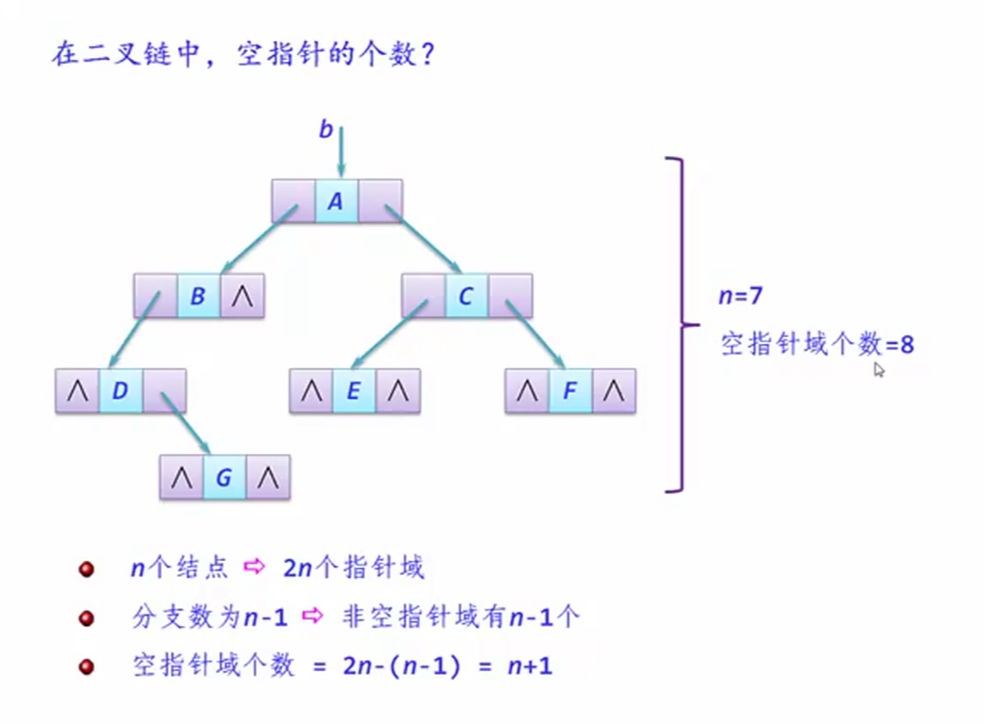 在二叉链中，空指针的个数？
b
A
B ∧
C
n=7
空指针域个数=8
∧ D
∧ E ∧
∧ F ∧
∧ G ∧
n个结点 ⇨ 2n个指针域
分支数为n-1 ⇨ 非空指针域有n-1个
空指针域个数 = 2n-(n-1) = n+1